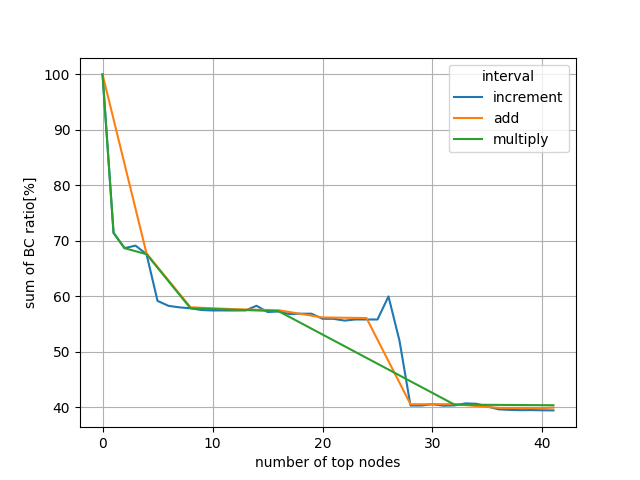 interval
increment
add
multiply
sum of BC ratio[%]
100
90
80
70
60
50
40
0 10 20 30 40
number of top nodes